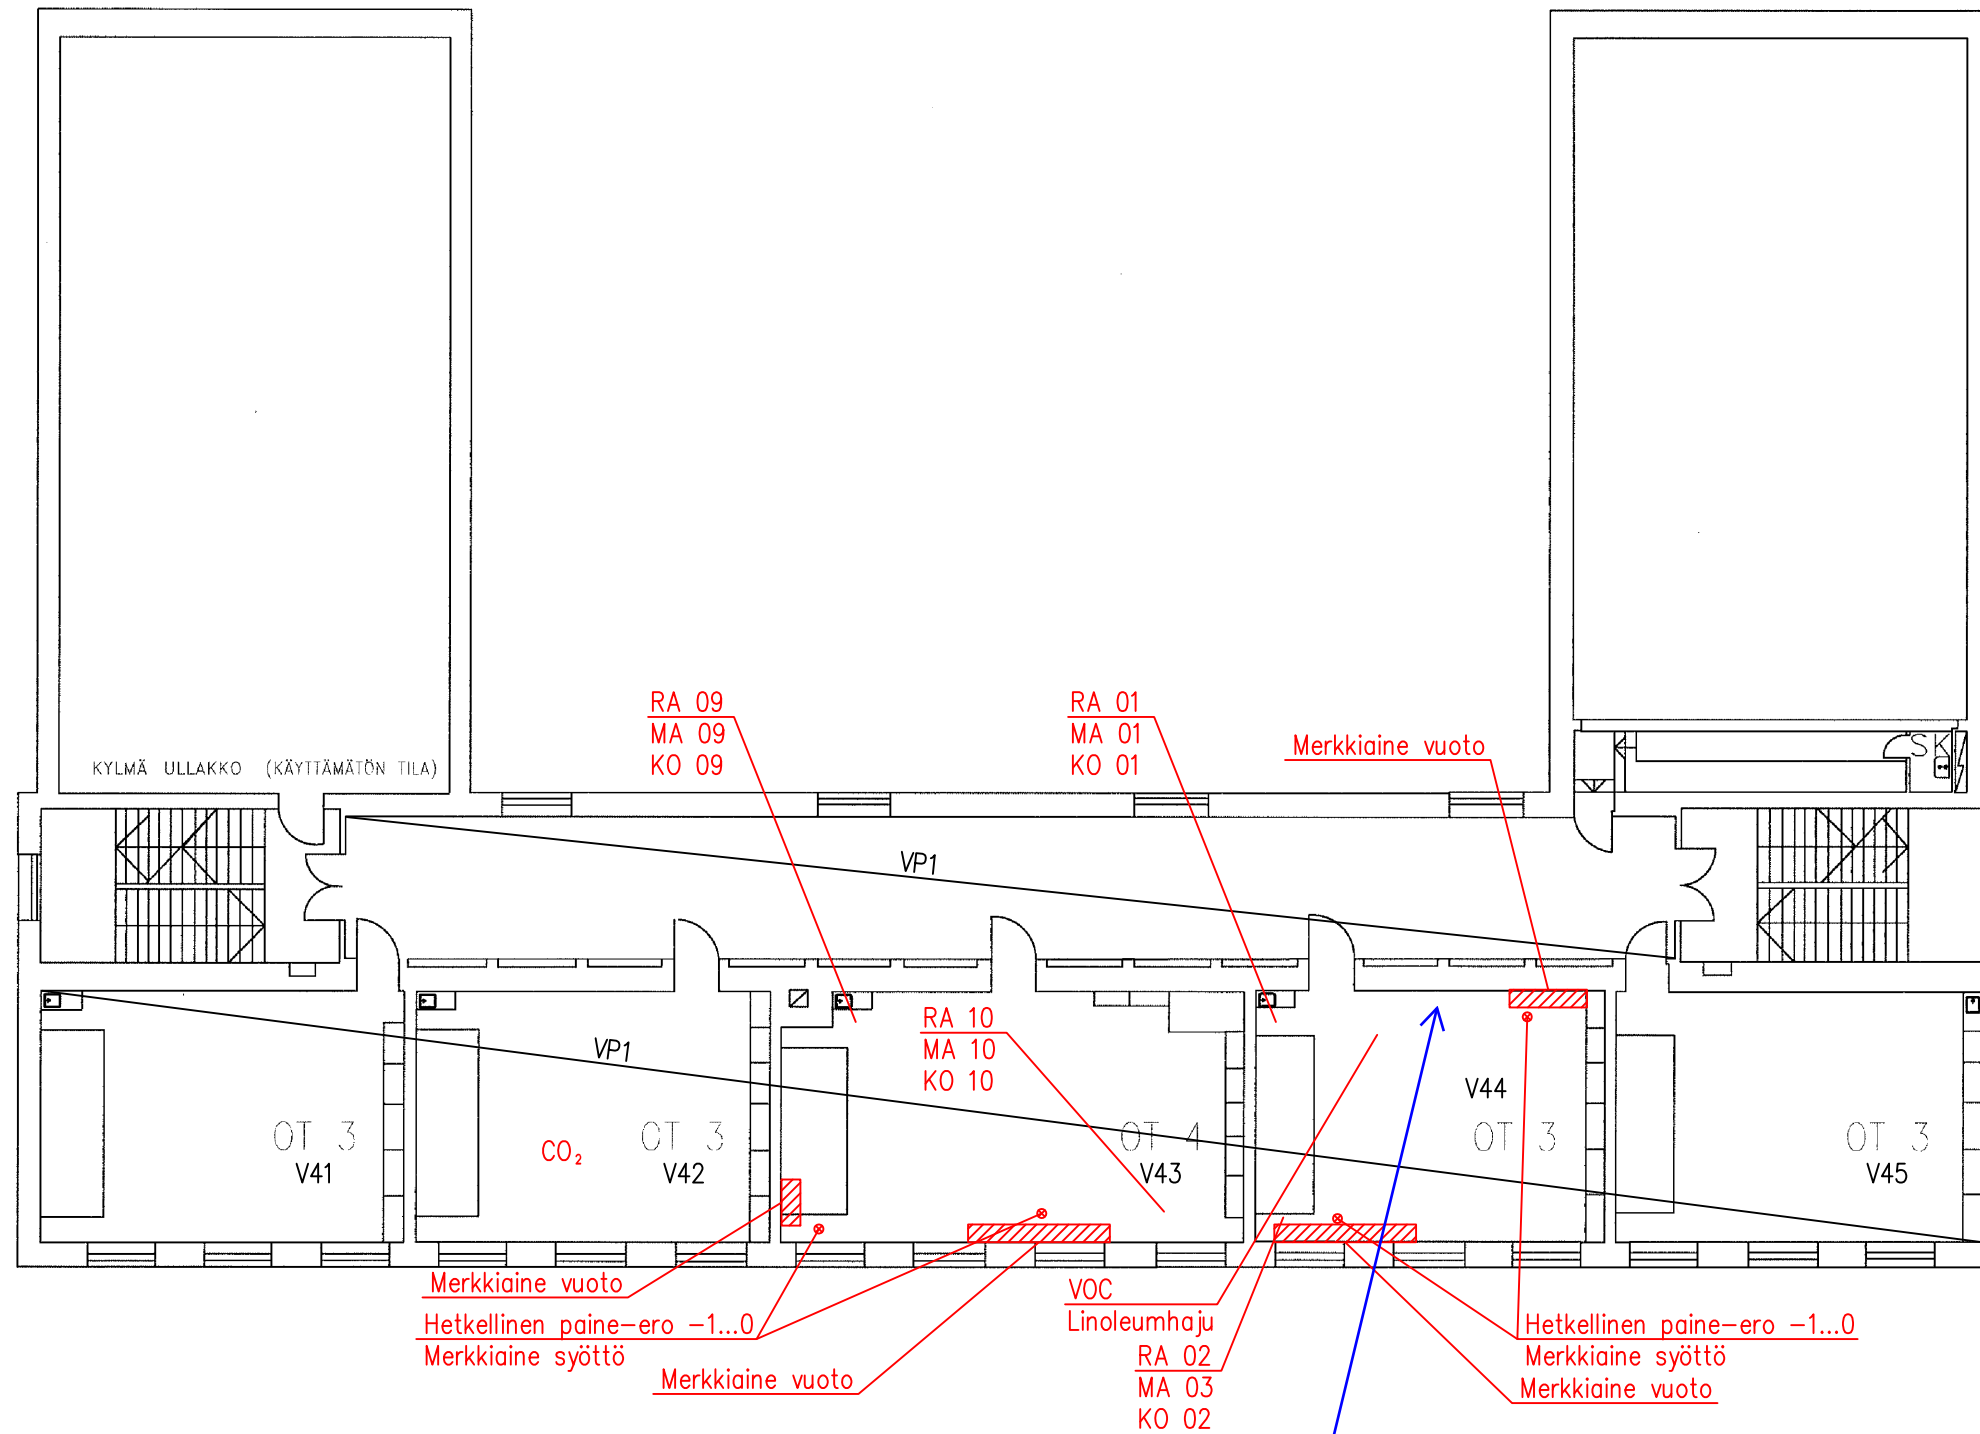 RA 09
MA 09
KO 09
RA 01
MA 01
KO 01
Merkkiaine vuoto
SK
KYLMÄ ULLAKKO (KÄYTTÄMÄTÖN TILA)
VP1
RA 10
MA 10
KO 10
VP1
V44
OT 3
V41
CO₂
OT 3
V42
OT 4
V43
OT 3
OT 3
V45
Merkkiaine vuoto
Hetkellinen paine-ero -1...0
Merkkiaine syöttö
Merkkiaine vuoto
VOC
Linoleumhaju
RA 02
MA 03
KO 02
Hetkellinen paine-ero -1...0
Merkkiaine syöttö
Merkkiaine vuoto